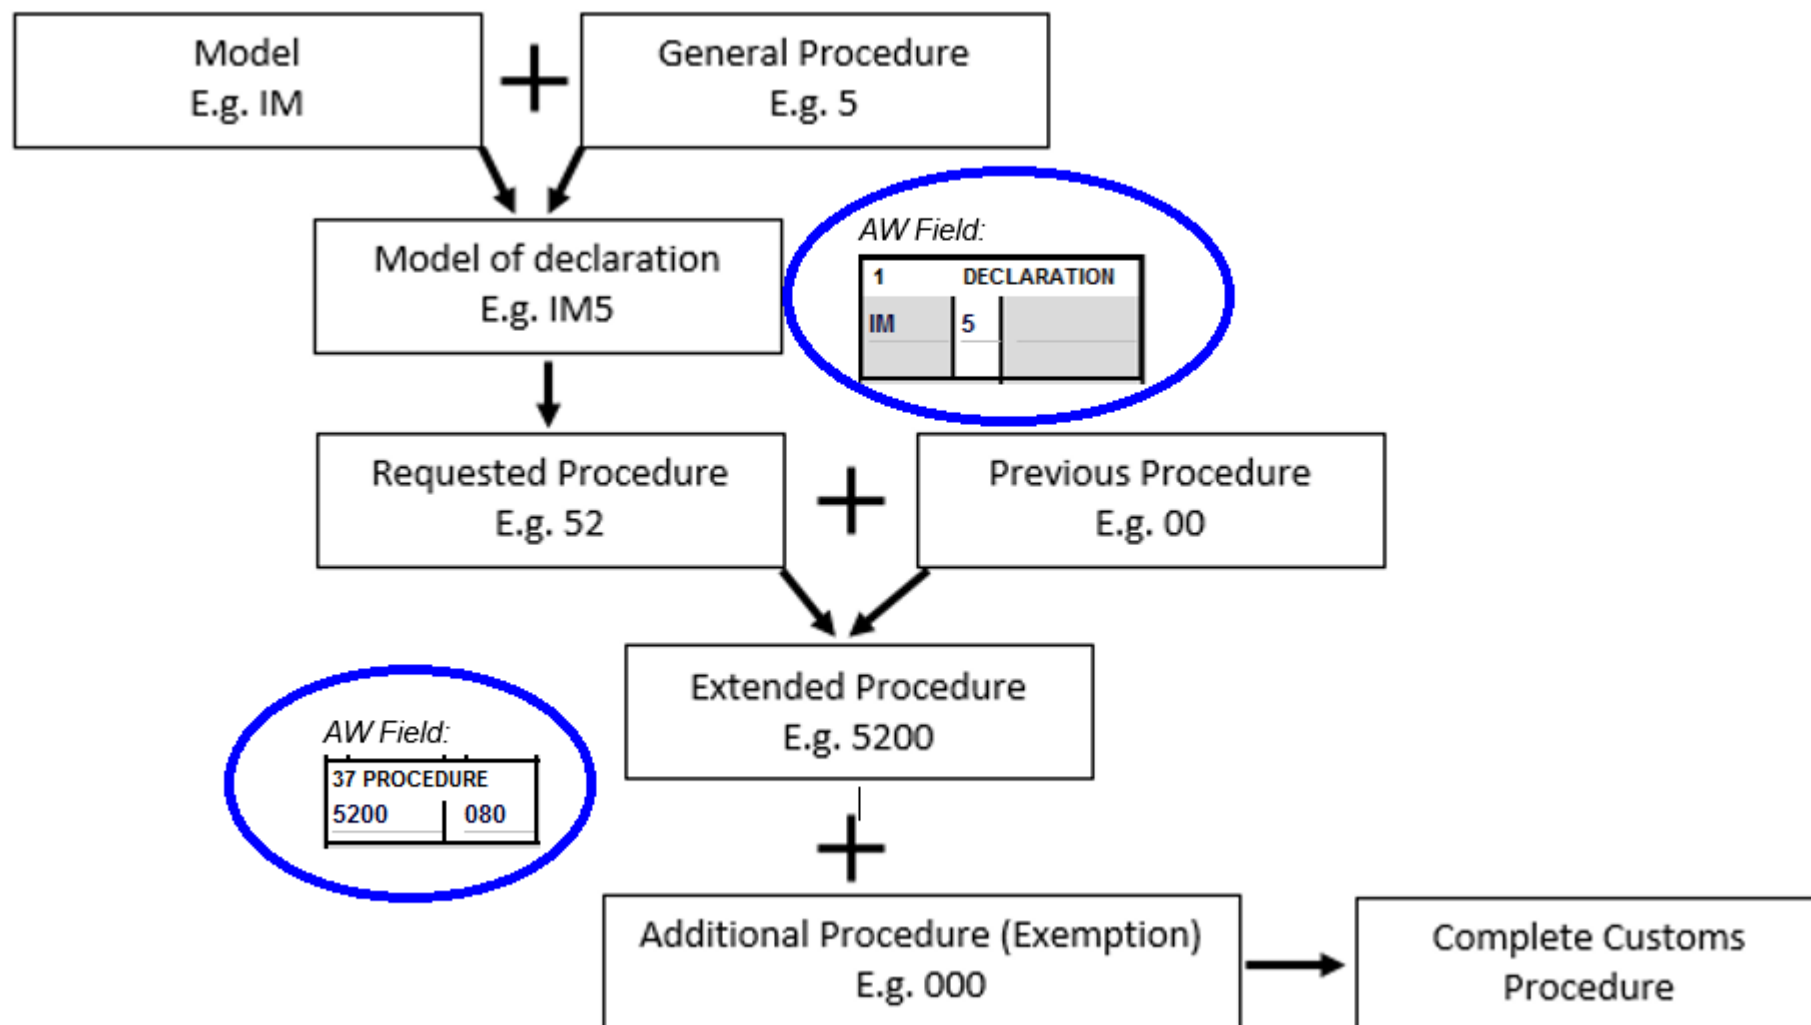 Model
E.g. IM
General Procedure
E.g. 5
Model of declaration
E.g. IM5
AW Field:
1 DECLARATION
IM 5
Requested Procedure
E.g. 52
Previous Procedure
E.g. 00
Extended Procedure
E.g. 5200
AW Field:
37 PROCEDURE
5200 080
Additional Procedure (Exemption)
E.g. 000
Complete Customs
Procedure